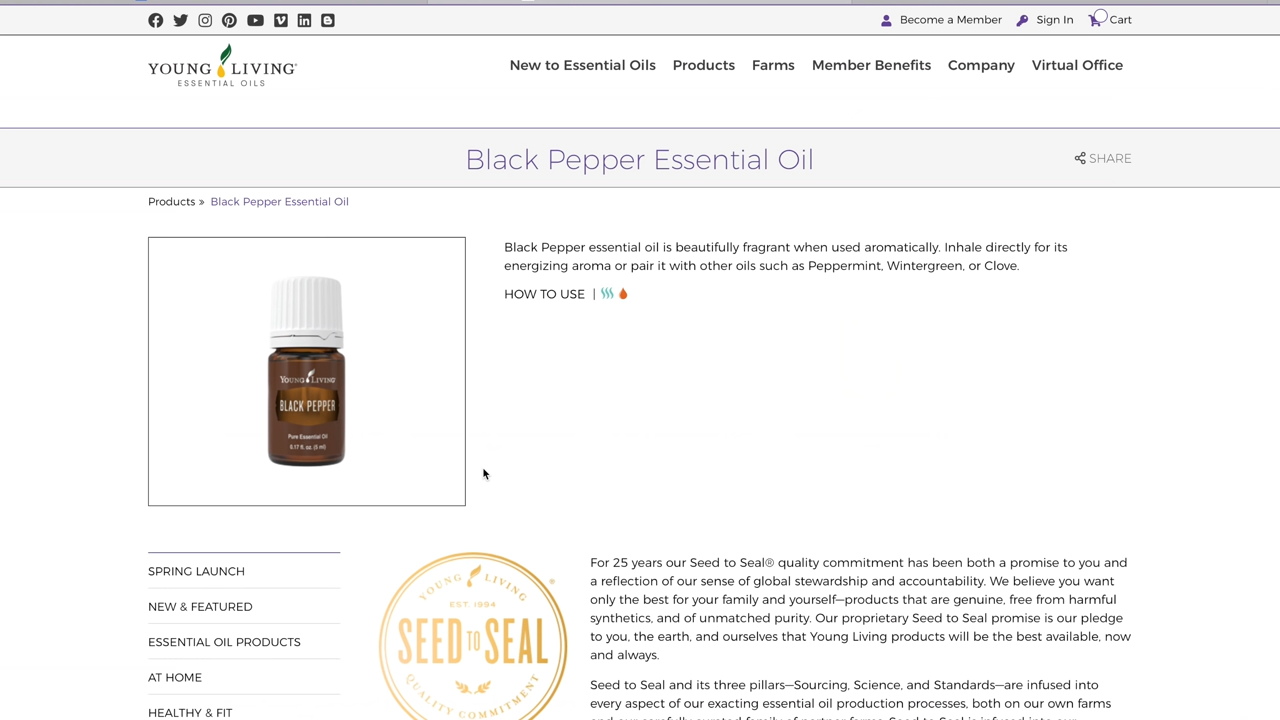 Become a Member Sign In Cart
YOUNG LIVING®
ESSENTIAL OILS
New to Essential Oils Products Farms Member Benefits Company Virtual Office
Black Pepper Essential Oil
SHARE
Products » Black Pepper Essential Oil
YOUNG LIVING
BLACK PEPPER
Pure Essential Oil
0.17 fl. oz. (5 ml)
Black Pepper essential oil is beautifully fragrant when used aromatically. Inhale directly for its
energizing aroma or pair it with other oils such as Peppermint, Wintergreen, or Clove.
HOW TO USE |
SPRING LAUNCH
NEW & FEATURED
ESSENTIAL OIL PRODUCTS
AT HOME
HEALTHY & FIT
YOUNG LIVING ®
EST. 1994
SEED TO SEAL
QUALITY COMMITMENT
For 25 years our Seed to Seal® quality commitment has been both a promise to you and
a reflection of our sense of global stewardship and accountability. We believe you want
only the best for your family and yourself—products that are genuine, free from harmful
synthetics, and of unmatched purity. Our proprietary Seed to Seal promise is our pledge
to you, the earth, and ourselves that Young Living products will be the best available, now
and always.
Seed to Seal and its three pillars—Sourcing, Science, and Standards—are infused into
every aspect of our exacting essential oil production processes, both on our own farms